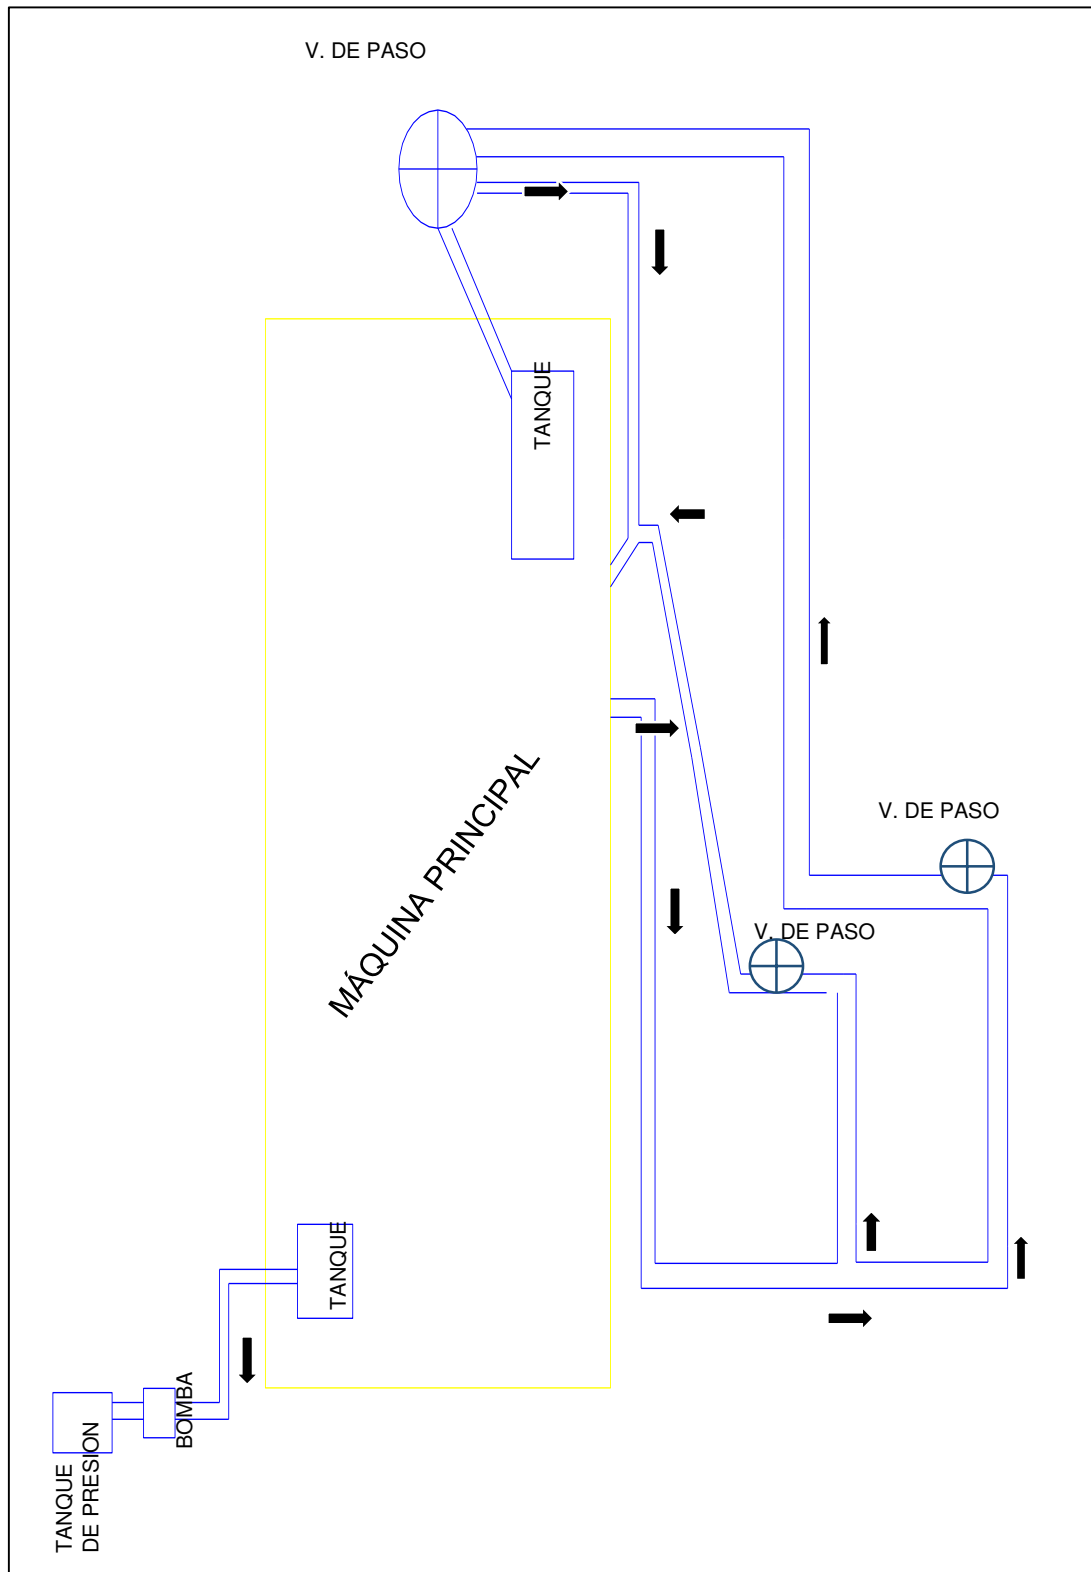 V. DE PASO
TANQUE
MÁQUINA PRINCIPAL
V. DE PASO
V. DE PASO
TANQUE
BOMBA
TANQUE
DE PRESION